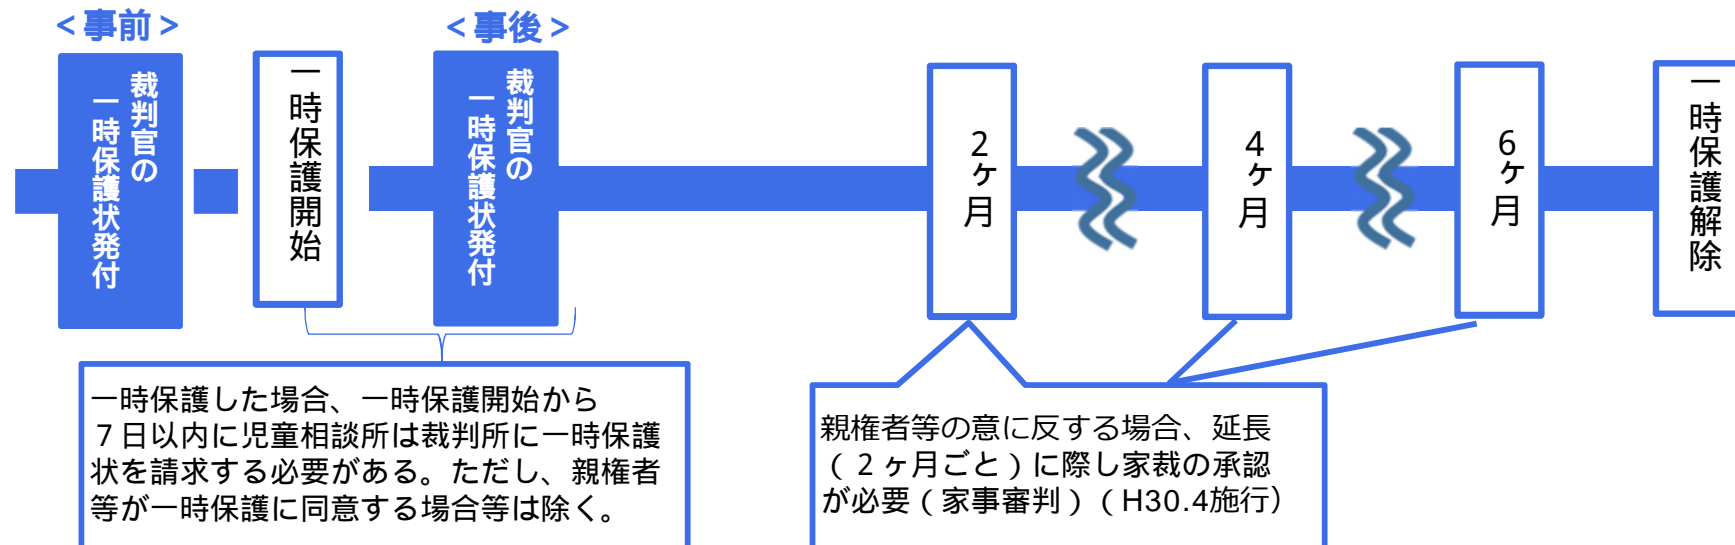 ＜事前＞
裁判官の
一時保護状発付
一時保護開始
＜事後＞
裁判官の
一時保護状発付
2ヶ月
4ヶ月
6ヶ月
一時保護解除
一時保護した場合、一時保護開始から
７日以内に児童相談所は裁判所に一時保護
状を請求する必要がある。ただし、親権者
等が一時保護に同意する場合等は除く。
親権者等の意に反する場合、延長
（２ヶ月ごと）に際し家裁の承認
が必要（家事審判）（H30.4施行）